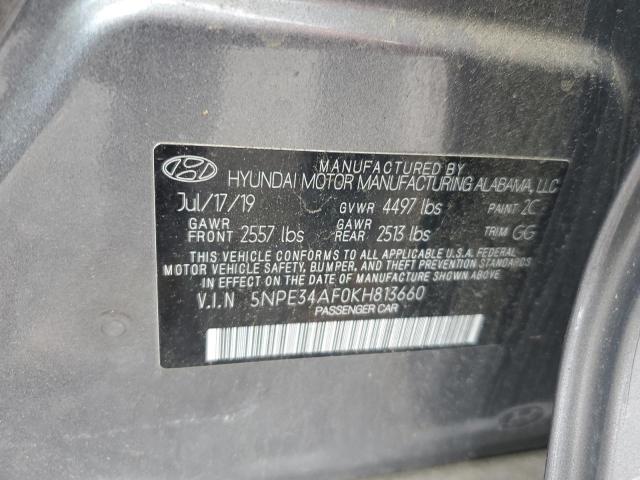 MANUFACTURED BY
HYUNDAI MOTOR MANUFACTURING ALABAMA, LLC
Jul/17/19 GVWR 4497 lbs PAINT 2C
GAWR FRONT 2557 lbs GAWR REAR 2513 lbs TRIM GG
THIS VEHICLE CONFORMS TO ALL APPLICABLE U.S.A. FEDERAL
MOTOR VEHICLE SAFETY, BUMPER, AND THEFT PREVENTION STANDARDS
IN EFFECT ON THE DATE OF MANUFACTURE SHOWN ABOVE.
V.I.N 5NPE34AF0KH813660
PASSENGER CAR